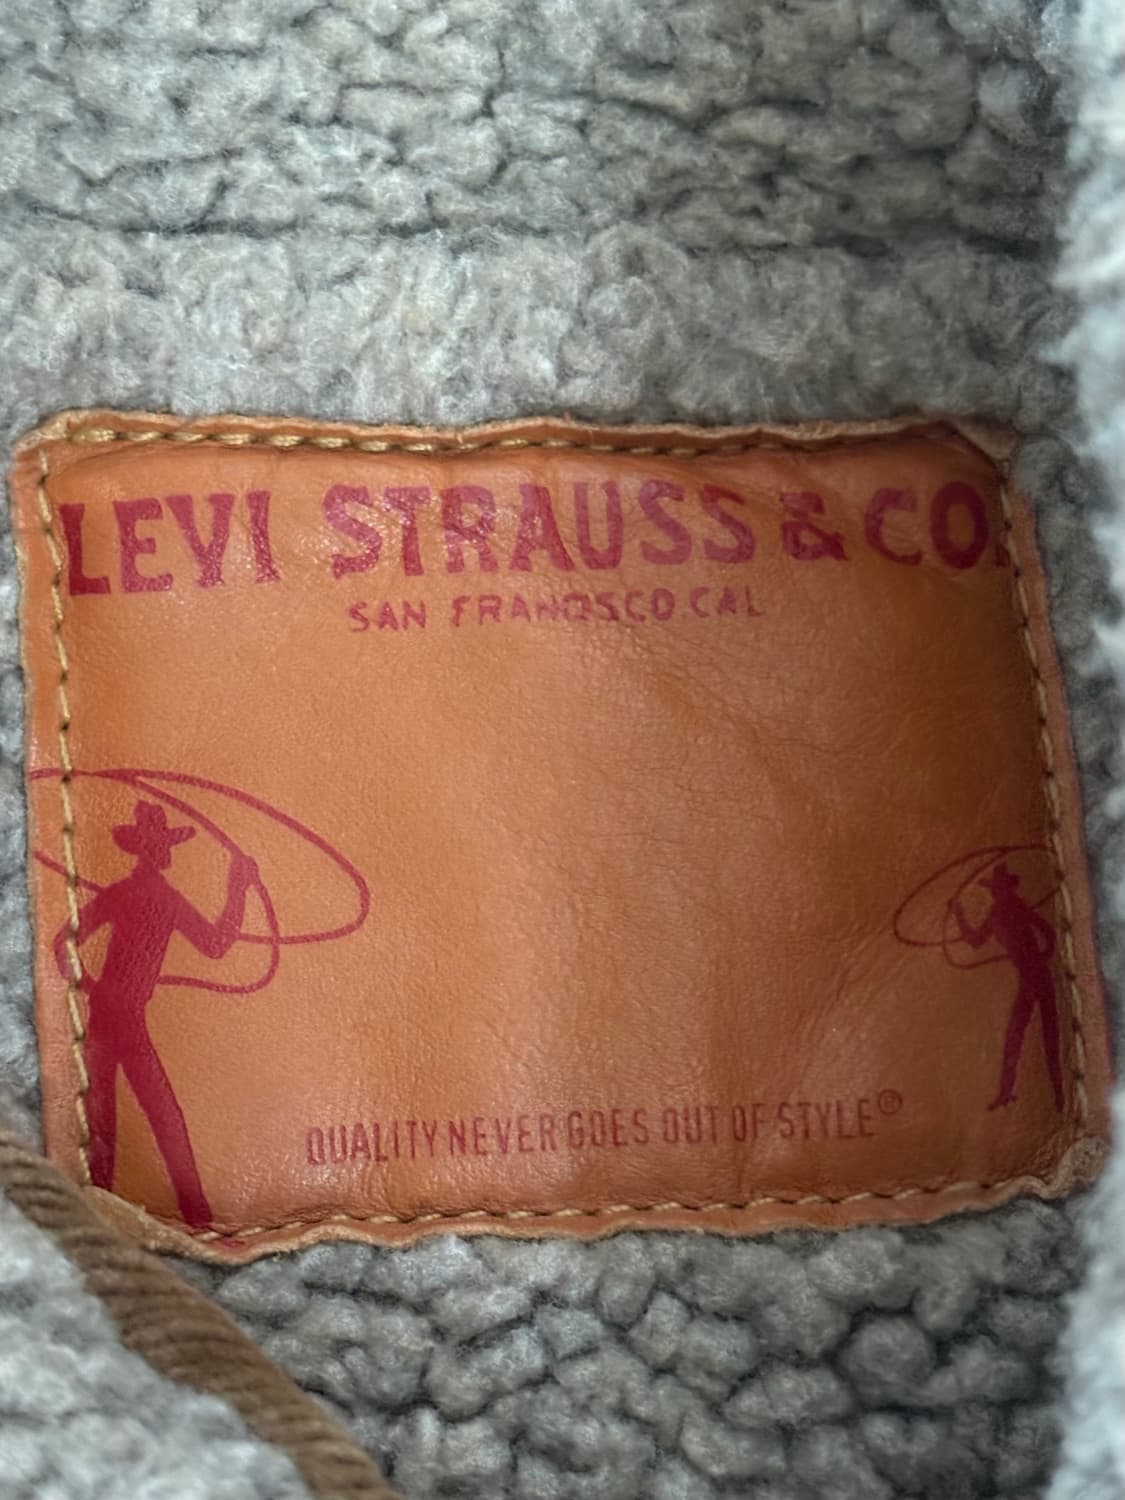 LEVI STRAUSS & CO.
SAN FRANCISCO.CAL
QUALITY NEVER GOES OUT OF STYLE®